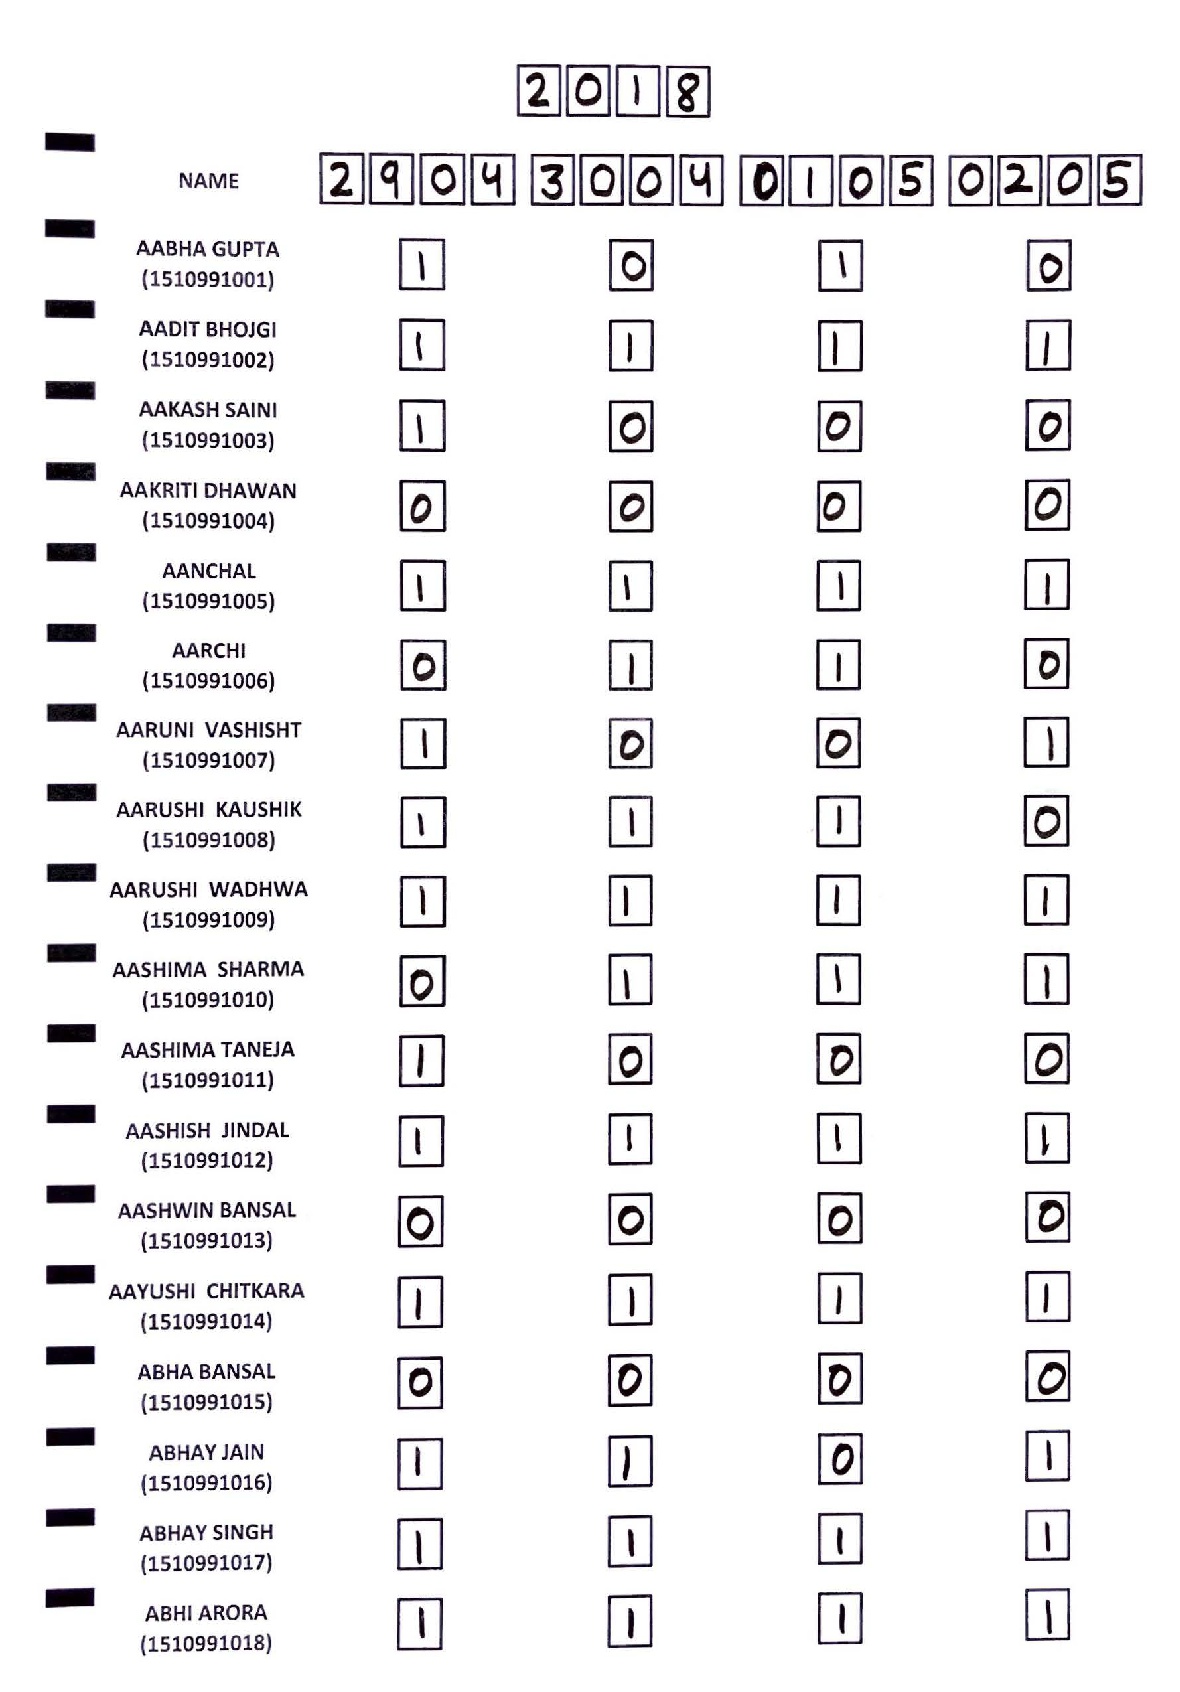 2018
NAME 2904 3004 0105 0205
AABHA GUPTA
(1510991001) 1 0 1 0
AADIT BHOJGI
(1510991002) 1 1 1 1
AAKASH SAINI
(1510991003) 1 0 0 0
AAKRITI DHAWAN
(1510991004) 0 0 0 0
AANCHAL
(1510991005) 1 1 1 1
AARCHI
(1510991006) 0 1 1 0
AARUNI VASHISHT
(1510991007) 1 0 0 1
AARUSHI KAUSHIK
(1510991008) 1 1 1 0
AARUSHI WADHWA
(1510991009) 1 1 1 1
AASHIMA SHARMA
(1510991010) 0 1 1 1
AASHIMA TANEJA
(1510991011) 1 0 0 0
AASHISH JINDAL
(1510991012) 1 1 1 1
AASHWIN BANSAL
(1510991013) 0 0 0 0
AAYUSHI CHITKARA
(1510991014) 1 1 1 1
ABHA BANSAL
(1510991015) 0 0 0 0
ABHAY JAIN
(1510991016) 1 1 0 1
ABHAY SINGH
(1510991017) 1 1 1 1
ABHI ARORA
(1510991018) 1 1 1 1